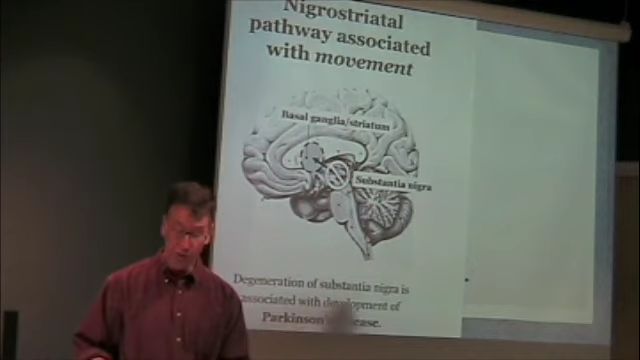 Nigrostriatal
pathway associated
with movement
Basal ganglia/striatum
Substantia nigra
Degeneration of substantia nigra is
associated with development of
Parkinson's disease.